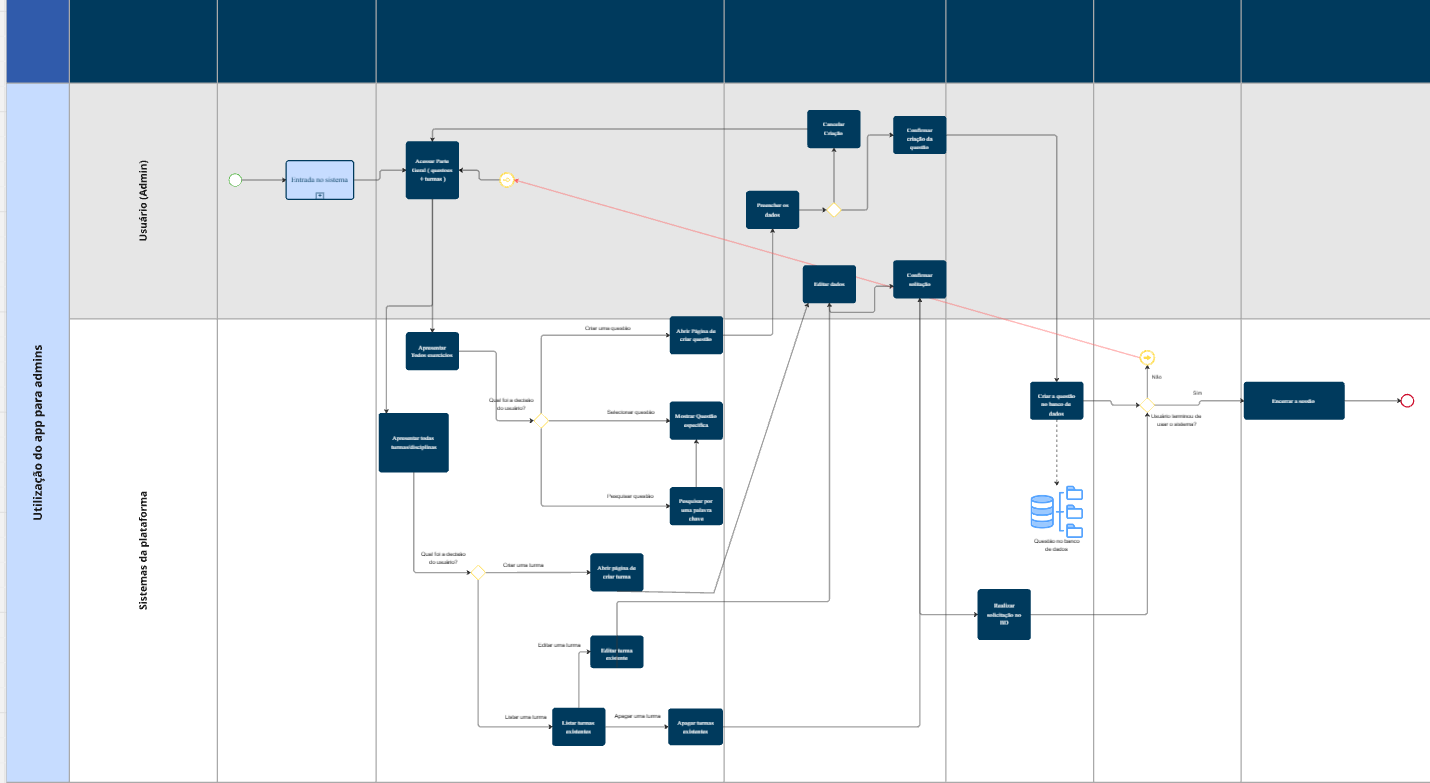 Utilização do app para admins
Usuário (Admin)
Sistemas da plataforma
Entrada no sistema
Acessar Parte
Geral ( questoes
+ turmas )
Cancelar
Criação
Confirmar
criação da
questão
Preencher os
dados
Editar dados
Confirmar
Apresentar
Todos exercícios
Criar uma questão
Abrir Página de
criar questão
Qual foi a decisão
do usuário?
Selecionar questão
Mostrar Questão
específica
Pesquisar questão
Pesquisar por
uma palavra
chave
Apresentar todas
turmas/disciplinas
Qual foi a decisão
do usuário?
Criar uma turma
Abrir página de
criar turma
Editar uma turma
Editar turma
existente
Listar uma turma
Listar turmas
existentes
Apagar uma turma
Apagar turmas
existentes
Criar a questão
no banco de
dados
Questão no banco
de dados
Realizar
solicitação no
BD
Não
Sim
Usuário terminou de
usar o sistema?
Encerrar a sessão